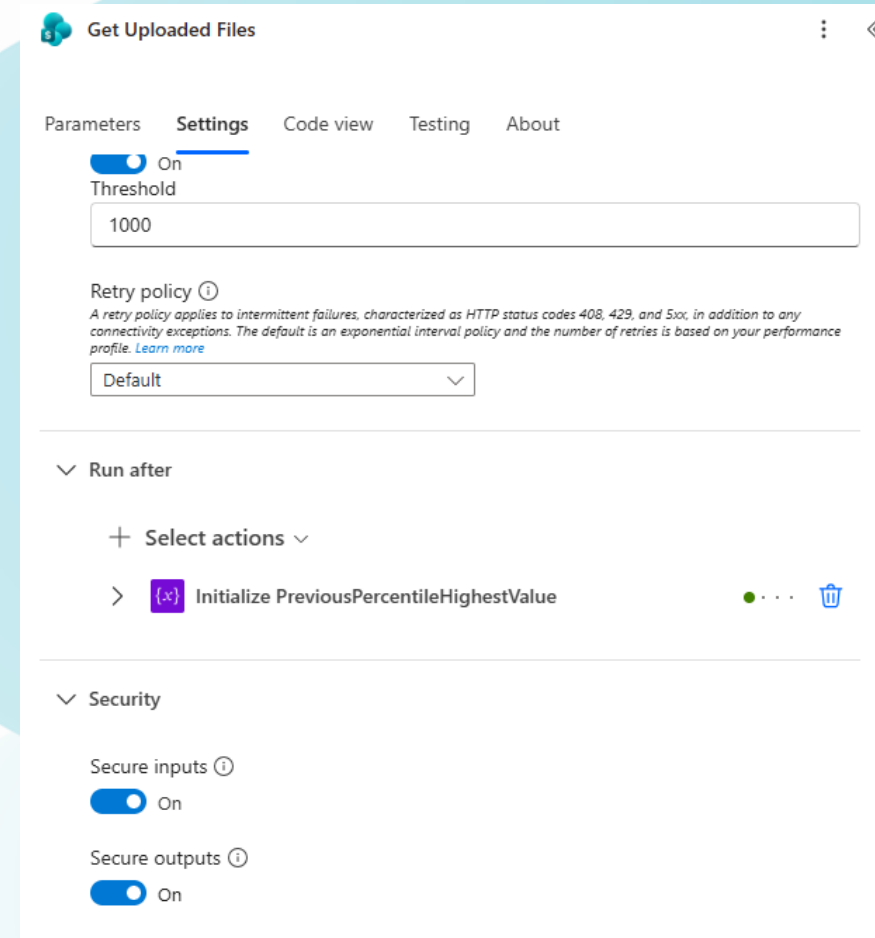 Get Uploaded Files
Parameters Settings Code view Testing About
On
Threshold
1000
Retry policy
A retry policy applies to intermittent failures, characterized as HTTP status codes 408, 429, and 5xx, in addition to any
connectivity exceptions. The default is an exponential interval policy and the number of retries is based on your performance
profile. Learn more
Default
Run after
Select actions
{x} Initialize PreviousPercentileHighestValue
Security
Secure inputs
On
Secure outputs
On